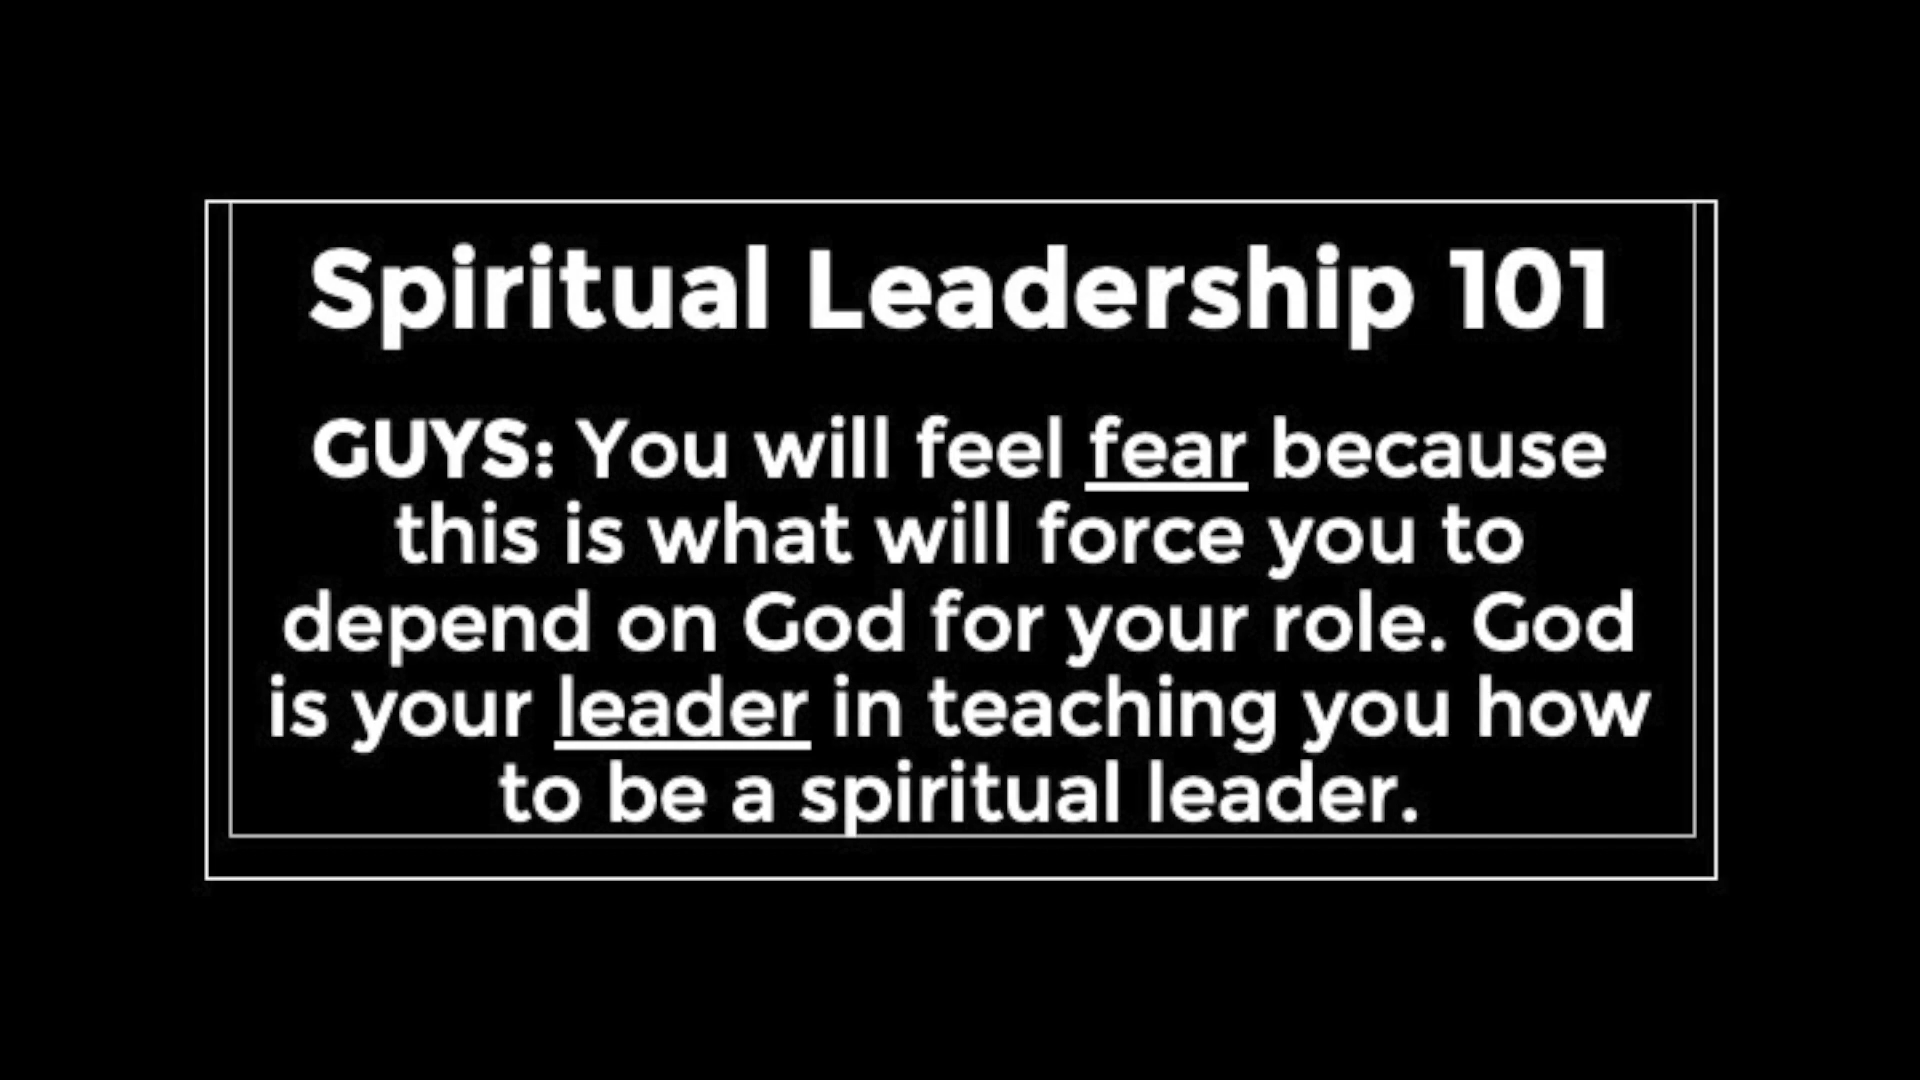 Spiritual Leadership 101
GUYS: You will feel fear because
this is what will force you to
depend on God for your role. God
is your leader in teaching you how
to be a spiritual leader.